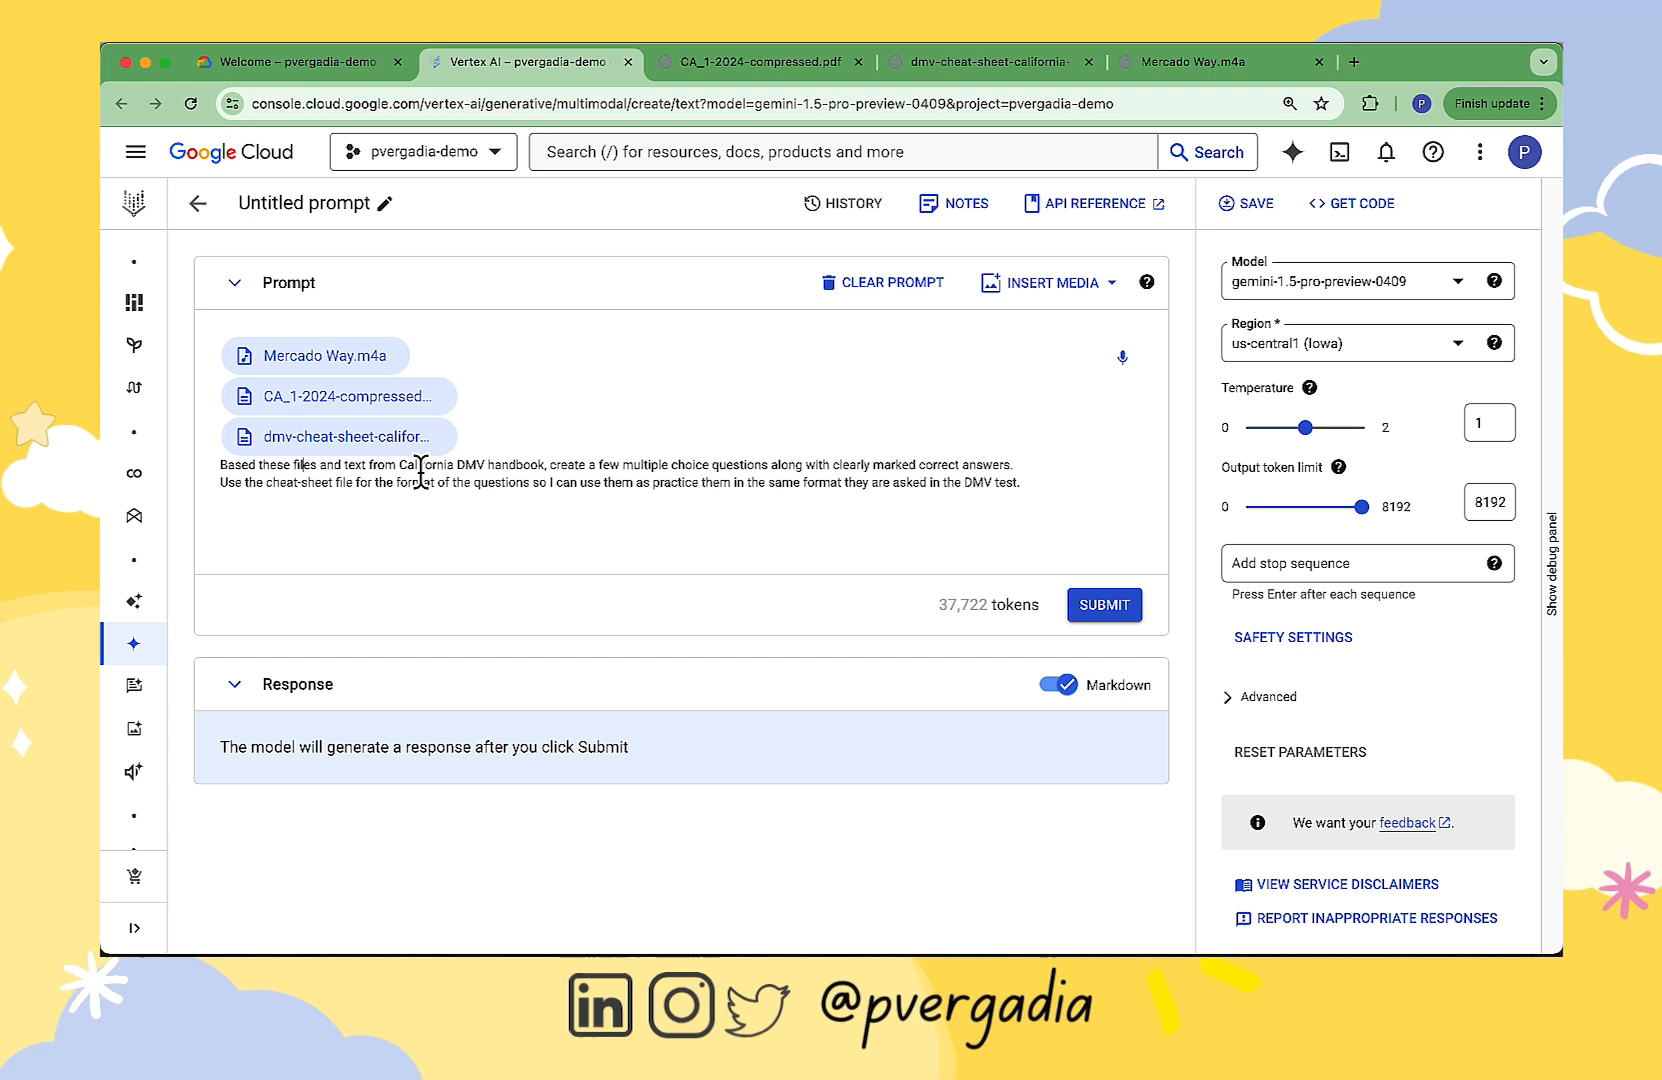 Welcome – pvergadia-demo
Vertex AI – pvergadia-demo
CA_1-2024-compressed.pdf
dmv-cheat-sheet-california-
Mercado Way.m4a
console.cloud.google.com/vertex-ai/generative/multimodal/create/text?model=gemini-1.5-pro-preview-0409&project=pvergadia-demo
P
Finish update
Google Cloud
pvergadia-demo
Search (/) for resources, docs, products and more
Search
P
Untitled prompt
HISTORY
NOTES
API REFERENCE
SAVE
<> GET CODE
Prompt
CLEAR PROMPT
INSERT MEDIA
Mercado Way.m4a
CA_1-2024-compressed...
dmv-cheat-sheet-califor...
Based these files and text from California DMV handbook, create a few multiple choice questions along with clearly marked correct answers.
Use the cheat-sheet file for the format of the questions so I can use them as practice them in the same format they are asked in the DMV test.
37,722 tokens
SUBMIT
Response
Markdown
The model will generate a response after you click Submit
Model
gemini-1.5-pro-preview-0409
Region *
us-central1 (Iowa)
Temperature
0
2
1
Output token limit
0
8192
8192
Add stop sequence
Press Enter after each sequence
SAFETY SETTINGS
Advanced
RESET PARAMETERS
We want your feedback.
VIEW SERVICE DISCLAIMERS
REPORT INAPPROPRIATE RESPONSES
Show debug panel
in
@pvergadia